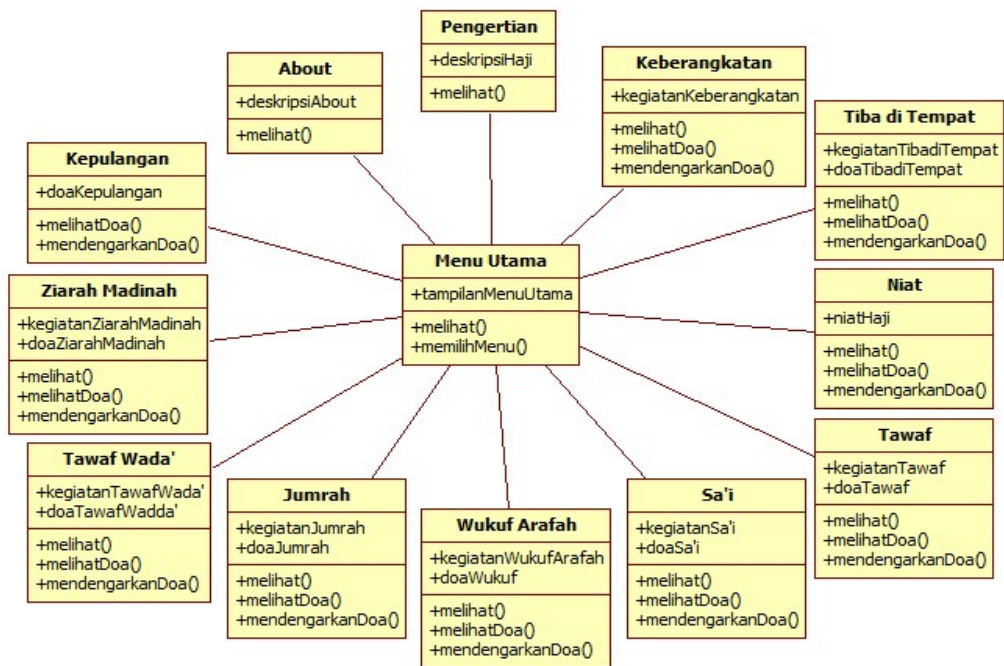 Pengertian
+deskripsiHaji
+melihat()
About
+deskripsiAbout
+melihat()
Keberangkatan
+kegiatanKeberangkatan
+melihat()
+melihatDoa()
+mendengarkanDoa()
Tiba di Tempat
+kegiatanTibadiTempat
+doaTibadiTempat
+melihat()
+melihatDoa()
+mendengarkanDoa()
Kepulangan
+doaKepulangan
+melihatDoa()
+mendengarkanDoa()
Menu Utama
+tampilanMenuUtama
+melihat()
+memilihMenu()
Ziarah Madinah
+kegiatanZiarahMadinah
+doaZiarahMadinah
+melihat()
+melihatDoa()
+mendengarkanDoa()
Niat
+niatHaji
+melihat()
+melihatDoa()
+mendengarkanDoa()
Tawaf Wada'
+kegiatanTawafWada'
+doaTawafWadda'
+melihat()
+melihatDoa()
+mendengarkanDoa()
Jumrah
+kegiatanJumrah
+doaJumrah
+melihat()
+melihatDoa()
+mendengarkanDoa()
Wukuf Arafah
+kegiatanWukufArafah
+doaWukuf
+melihat()
+melihatDoa()
+mendengarkanDoa()
Sa'i
+kegiatanSa'i
+doaSa'i
+melihat()
+melihatDoa()
+mendengarkanDoa()
Tawaf
+kegiatanTawaf
+doaTawaf
+melihat()
+melihatDoa()
+mendengarkanDoa()